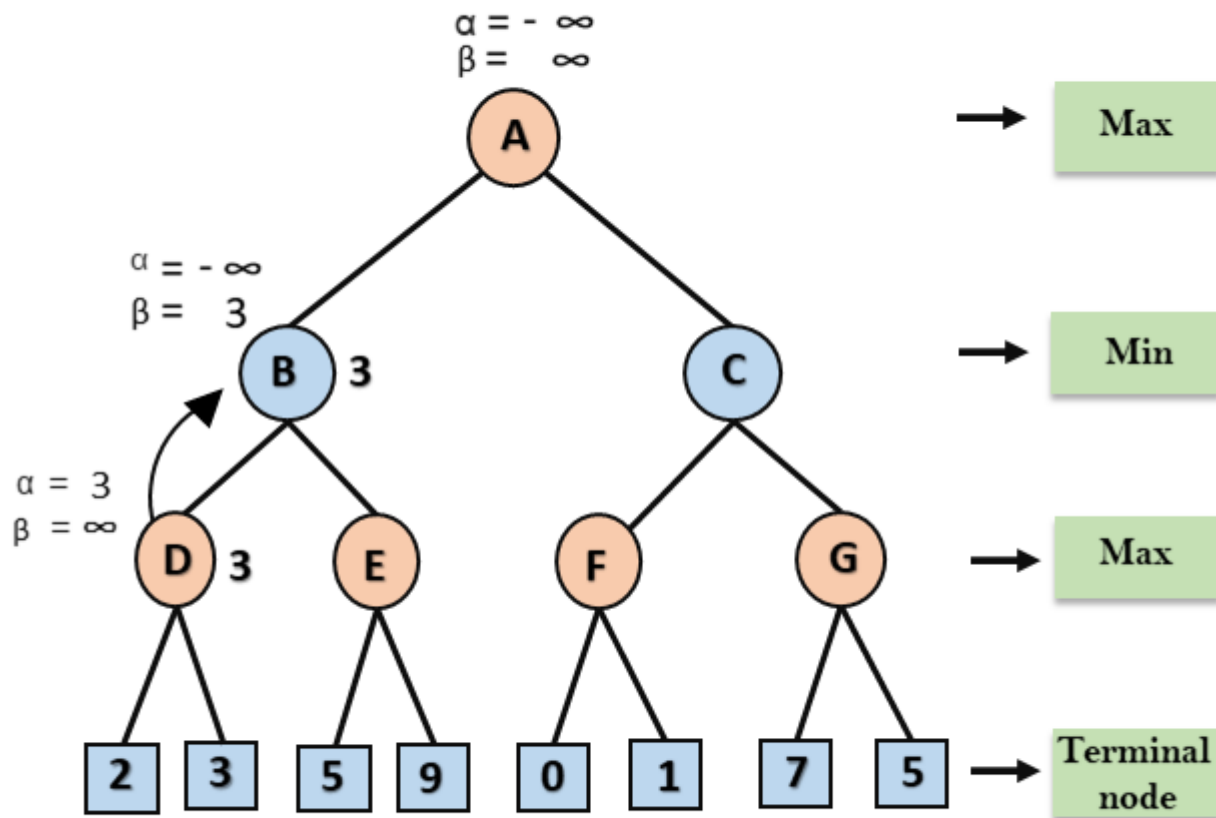 α = - ∞
β = ∞
A
Max
α = - ∞
β = 3
B 3
C
Min
α = 3
β = ∞
D 3
E
F
G
Max
2 3 5 9 0 1 7 5
Terminal
node